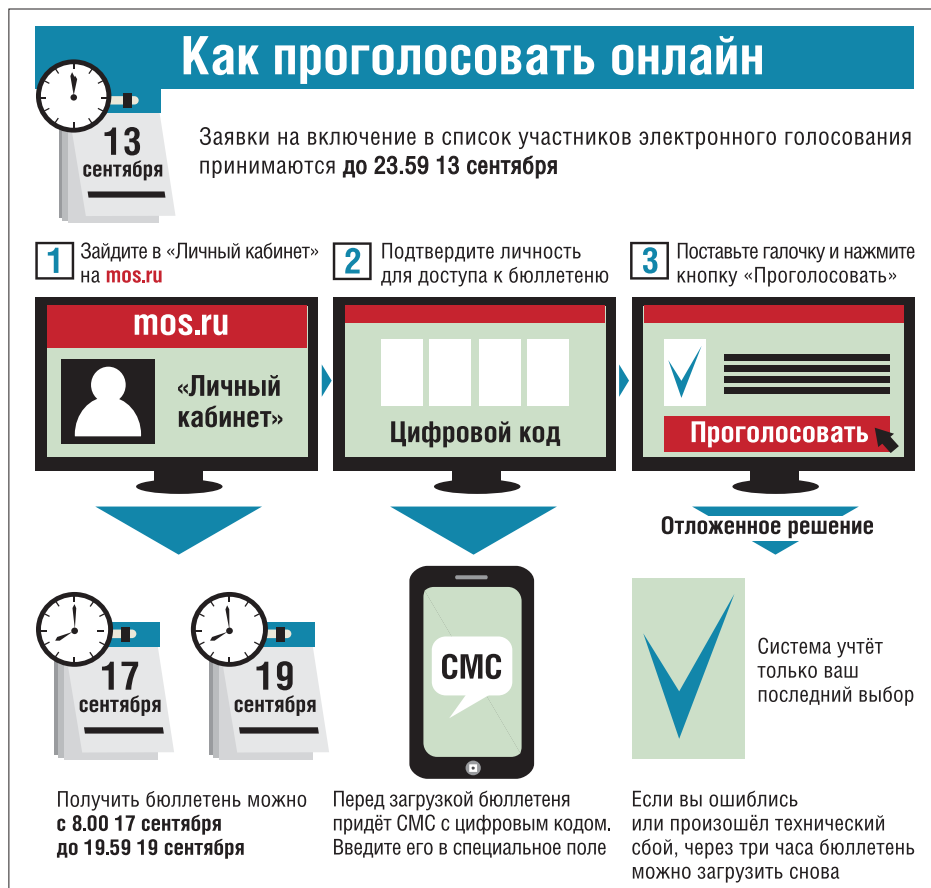 Как проголосовать онлайн
13
сентября
Заявки на включение в список участников электронного голосования
принимаются до 23.59 13 сентября
1
Зайдите в «Личный кабинет»
на mos.ru
2
Подтвердите личность
для доступа к бюллетеню
3
Поставьте галочку и нажмите
кнопку «Проголосовать»
mos.ru
«Личный
кабинет»
Цифровой код
Проголосовать
Отложенное решение
17
сентября
19
сентября
СМС
Система учтёт
только ваш
последний выбор
Получить бюллетень можно
с 8.00 17 сентября
до 19.59 19 сентября
Перед загрузкой бюллетеня
придёт СМС с цифровым кодом.
Введите его в специальное поле
Если вы ошиблись
или произошёл технический
сбой, через три часа бюллетень
можно загрузить снова